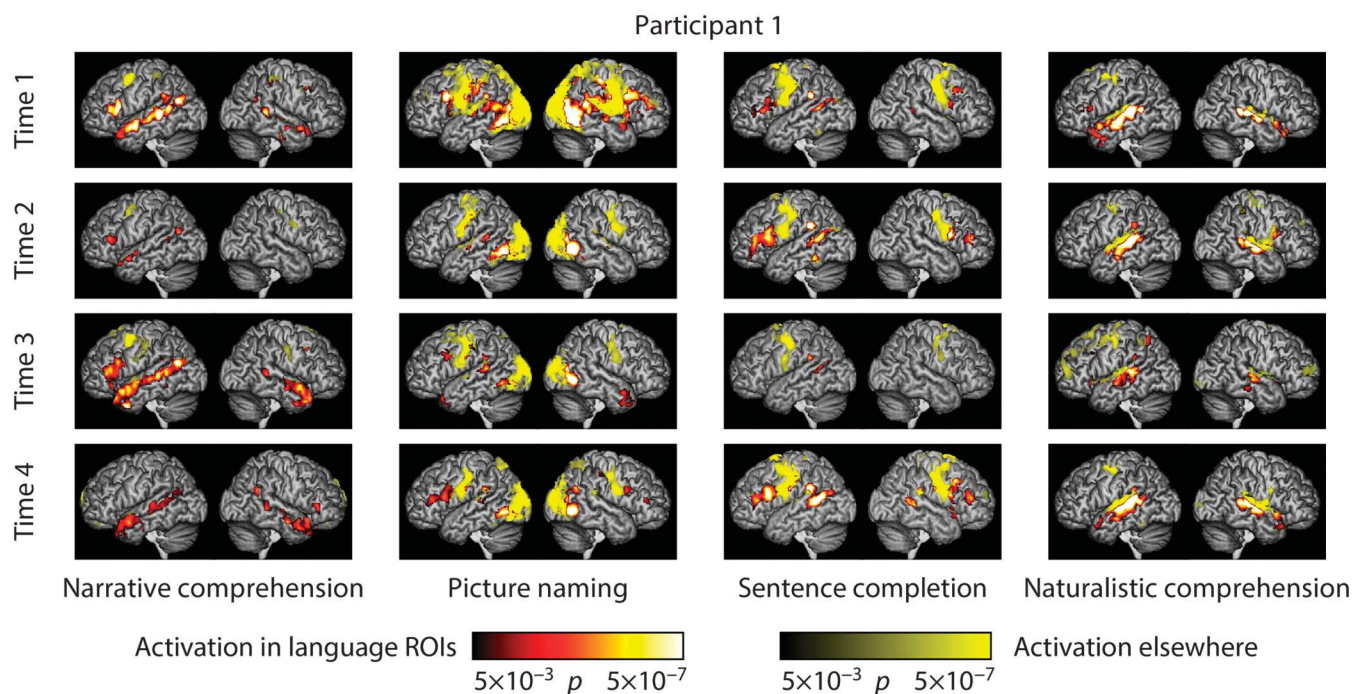 Participant 1
Time 1
Time 2
Time 3
Time 4
Narrative comprehension
Picture naming
Sentence completion
Naturalistic comprehension
Activation in language ROIs
5×10⁻³ p 5×10⁻⁷
5×10⁻³ p 5×10⁻⁷
Activation elsewhere